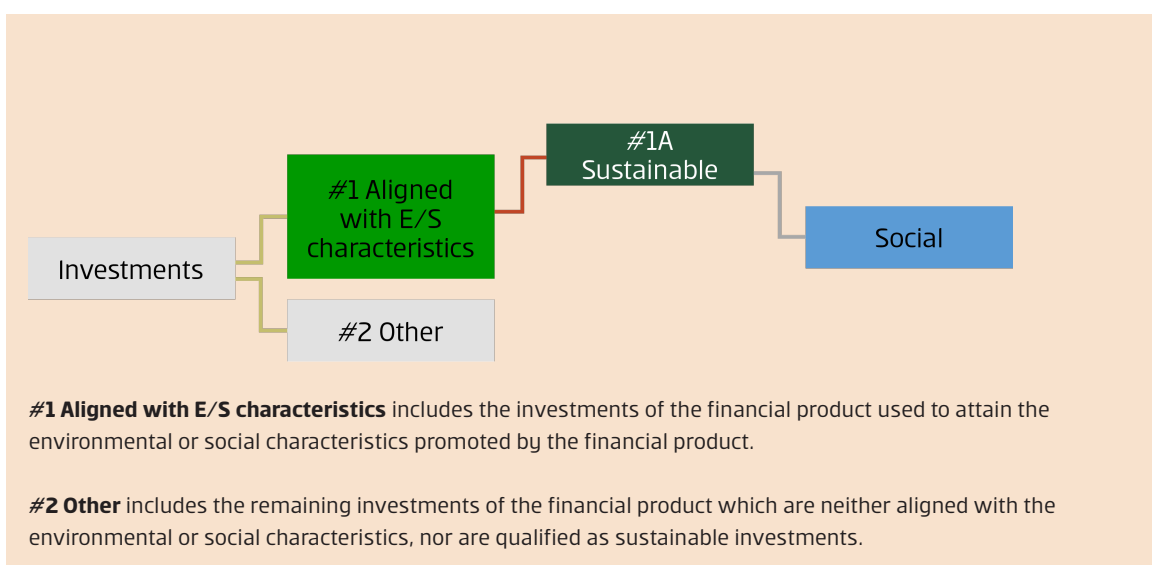 #1A
Sustainable
#1 Aligned
with E/S
characteristics
Social
Investments
#2 Other
#1 Aligned with E/S characteristics includes the investments of the financial product used to attain the
environmental or social characteristics promoted by the financial product.
#2 Other includes the remaining investments of the financial product which are neither aligned with the
environmental or social characteristics, nor are qualified as sustainable investments.